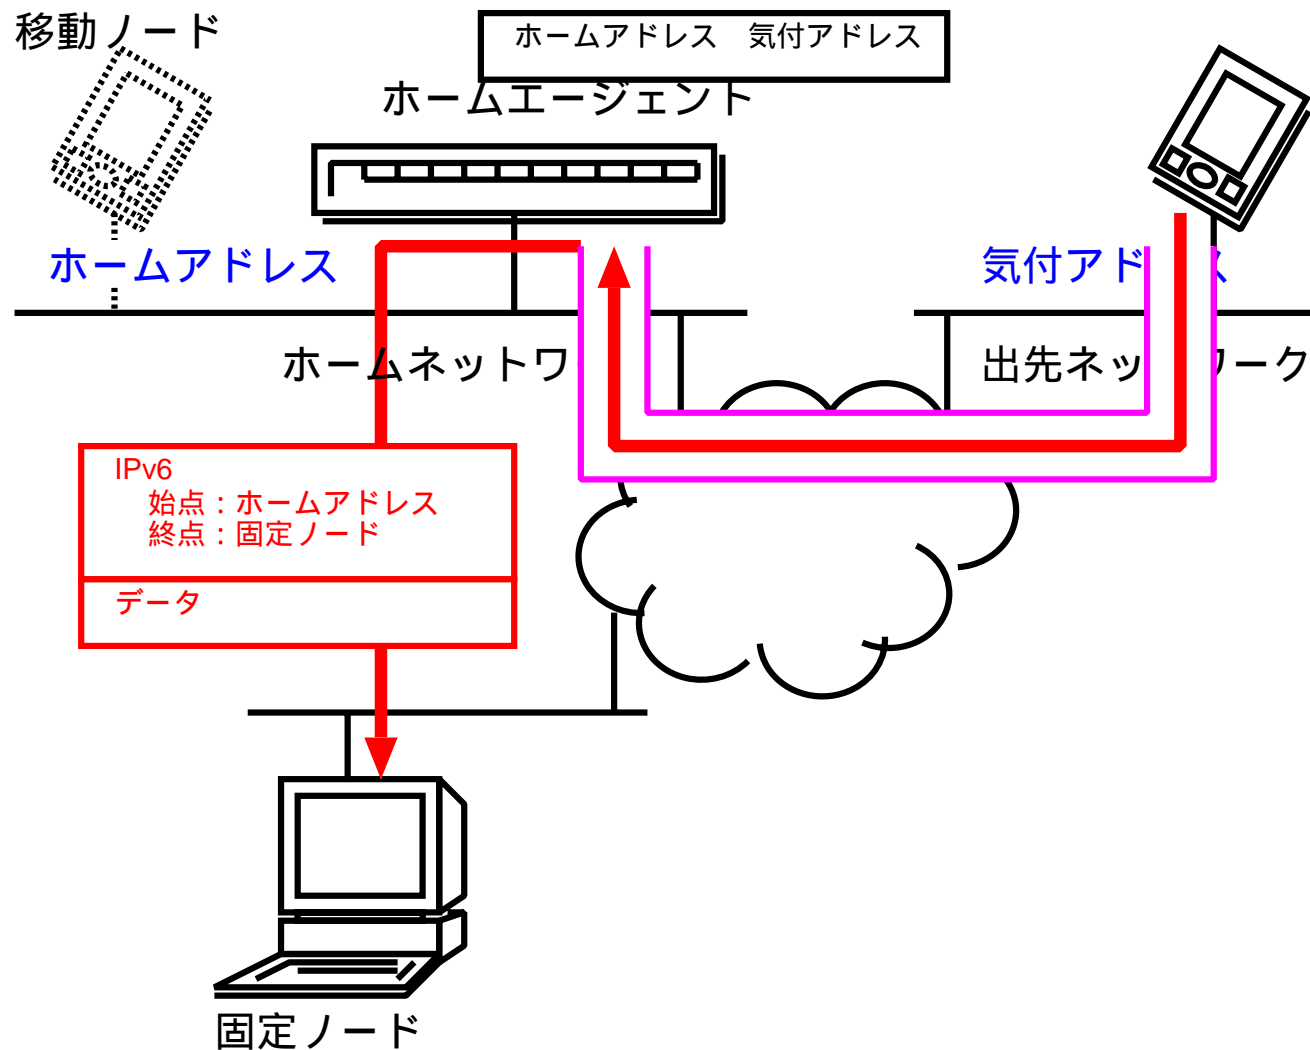 移動ノード
ホームアドレス　気付アドレス
ホームエージェント
ホームアドレス
気付アドレス
ホームネットワ
出先ネットワーク
IPv6
始点：ホームアドレス
終点：固定ノード
データ
固定ノード